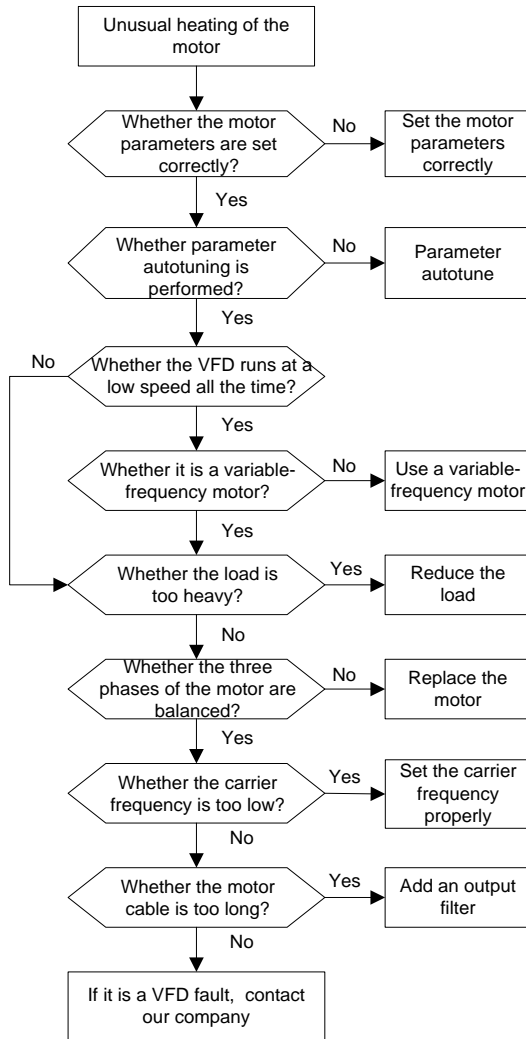 Unusual heating of the
motor
Whether the motor
parameters are set
correctly?
No
Set the motor
parameters
correctly
Yes
Whether parameter
autotuning is
performed?
No
Parameter
autotune
Yes
No
Whether the VFD runs at a
low speed all the time?
Yes
Whether it is a variable-
frequency motor?
No
Use a variable-
frequency motor
Yes
Whether the load is
too heavy?
Yes
Reduce the
load
No
Whether the three
phases of the motor are
balanced?
No
Replace the
motor
Yes
Whether the carrier
frequency is too low?
Yes
Set the carrier
frequency
properly
No
Whether the motor
cable is too long?
Yes
Add an output
filter
No
If it is a VFD fault, contact
our company